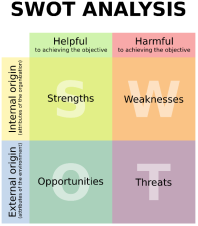 SWOT ANALYSIS
Helpful
to achieving the objective
Harmful
to achieving the objective
Internal origin
(attributes of the organization)
S
Strengths
W
Weaknesses
External origin
(attributes of the environment)
O
Opportunities
T
Threats